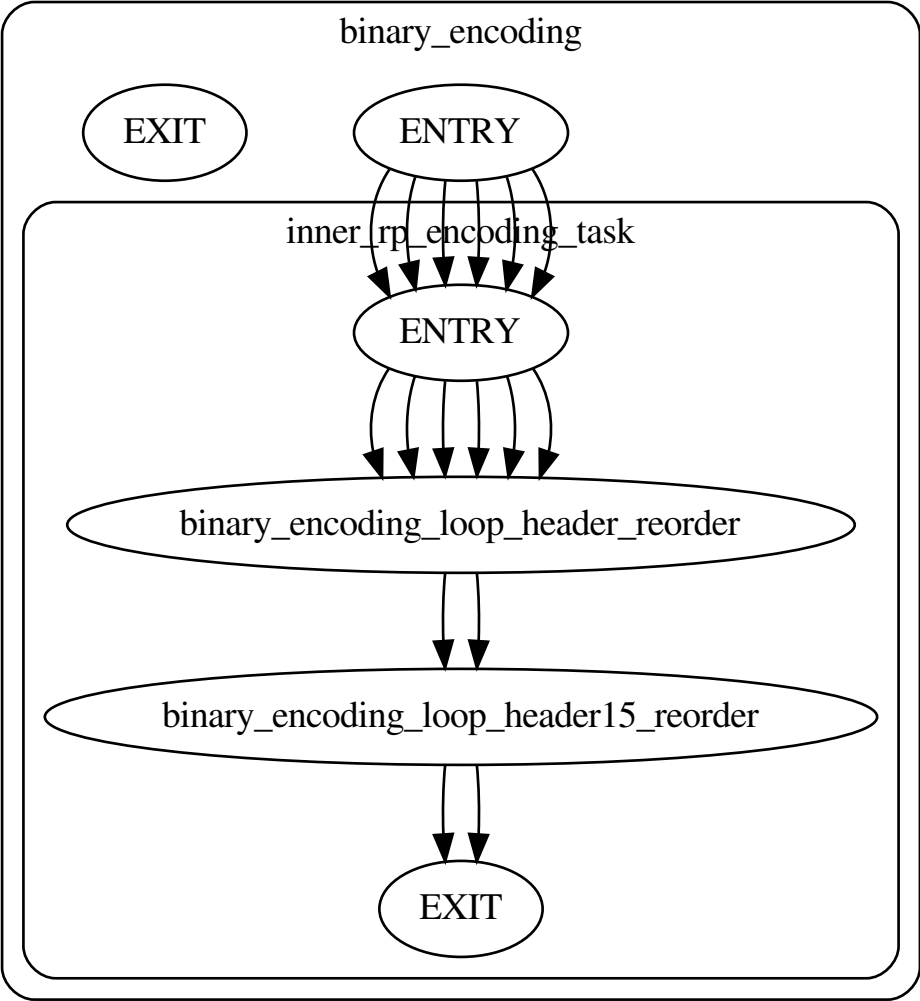 binary_encoding
EXIT
ENTRY
inner_rp_encoding_task
ENTRY
binary_encoding_loop_header_reorder
binary_encoding_loop_header15_reorder
EXIT